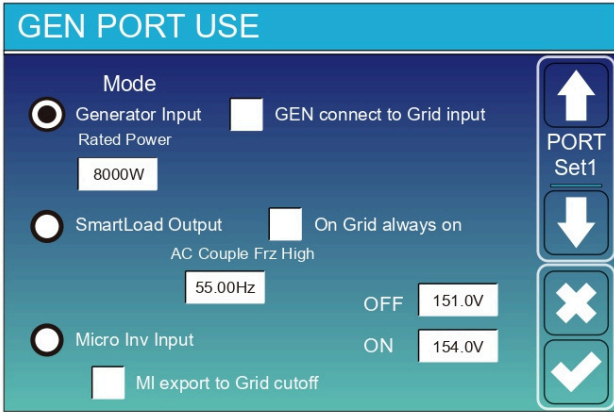 GEN PORT USE
Mode
Generator Input
GEN connect to Grid input
Rated Power
8000W
PORT
Set1
SmartLoad Output
On Grid always on
AC Couple Frz High
55.00Hz
OFF 151.0V
Micro Inv Input
ON 154.0V
MI export to Grid cutoff